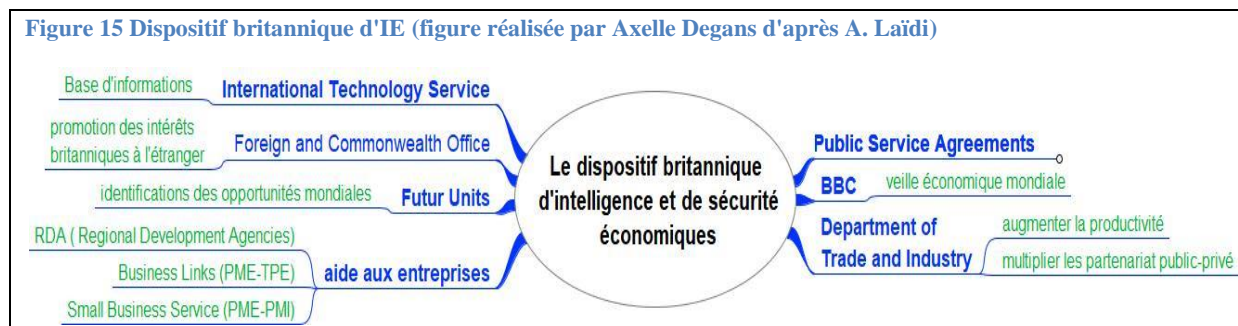 Figure 15 Dispositif britannique d'IE (figure réalisée par Axelle Degans d'après A. Laïdi)
Base d'informations
International Technology Service
promotion des intérêts
britanniques à l'étranger
Foreign and Commonwealth Office
identifications des opportunités mondiales
Futur Units
RDA ( Regional Development Agencies)
Business Links (PME-TPE)
Small Business Service (PME-PMI)
aide aux entreprises
Le dispositif britannique
d'intelligence et de sécurité
économiques
Public Service Agreements
BBC
veille économique mondiale
Department of
Trade and Industry
augmenter la productivité
multiplier les partenariat public-privé